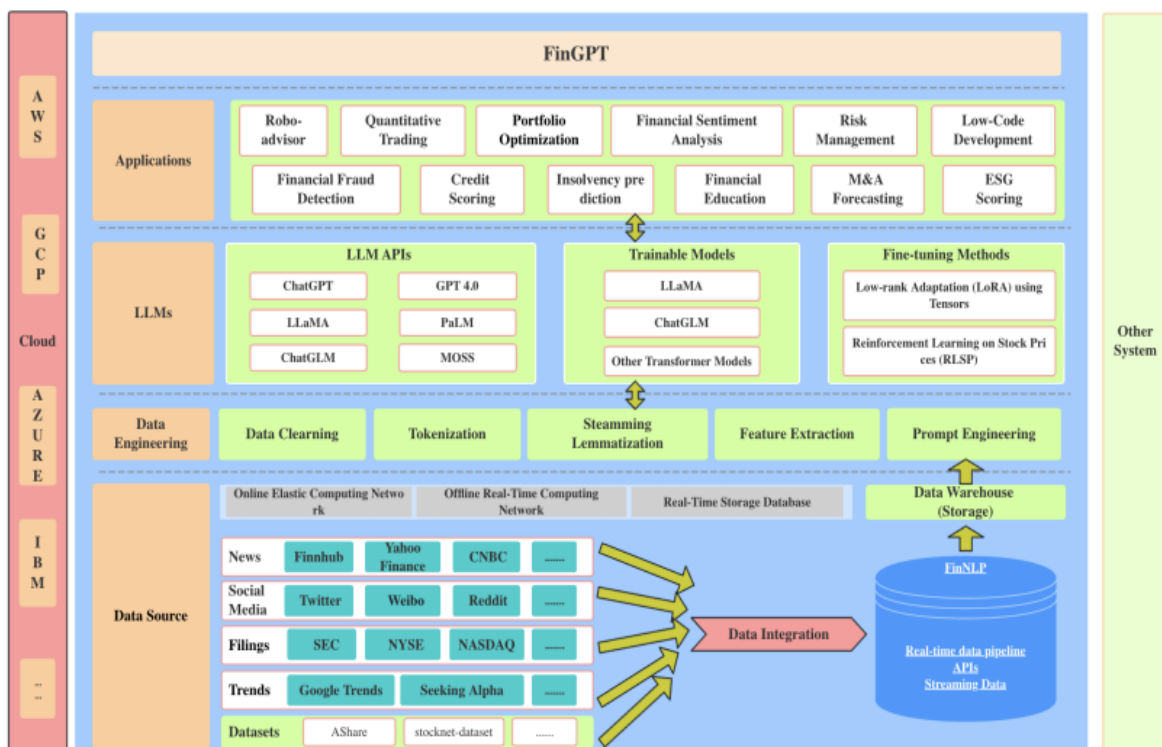 FinGPT
A
W
S
G
C
P
Cloud
A
Z
U
R
E
I
B
M
...
...
Applications
Robo-
advisor
Quantitative
Trading
Portfolio
Optimization
Financial Sentiment
Analysis
Risk
Management
Low-Code
Development
Financial Fraud
Detection
Credit
Scoring
Insolvency pre
diction
Financial
Education
M&A
Forecasting
ESG
Scoring
LLMs
LLM APIs
ChatGPT
GPT 4.0
LLaMA
PaLM
ChatGLM
MOSS
Trainable Models
LLaMA
ChatGLM
Other Transformer Models
Fine-tuning Methods
Low-rank Adaptation (LoRA) using
Tensors
Reinforcement Learning on Stock Pri
ces (RLSP)
Data
Engineering
Data Clearning
Tokenization
Steamming
Lemmatization
Feature Extraction
Prompt Engineering
Data Source
Online Elastic Computing Netwo
rk
Offline Real-Time Computing
Network
Real-Time Storage Database
Data Warehouse
(Storage)
News
Finnhub
Yahoo
Finance
CNBC
......
Social
Media
Twitter
Weibo
Reddit
......
Filings
SEC
NYSE
NASDAQ
......
Trends
Google Trends
Seeking Alpha
......
Datasets
AShare
stocknet-dataset
......
Data Integration
FinNLP
Real-time data pipeline
APIs
Streaming Data
Other
System